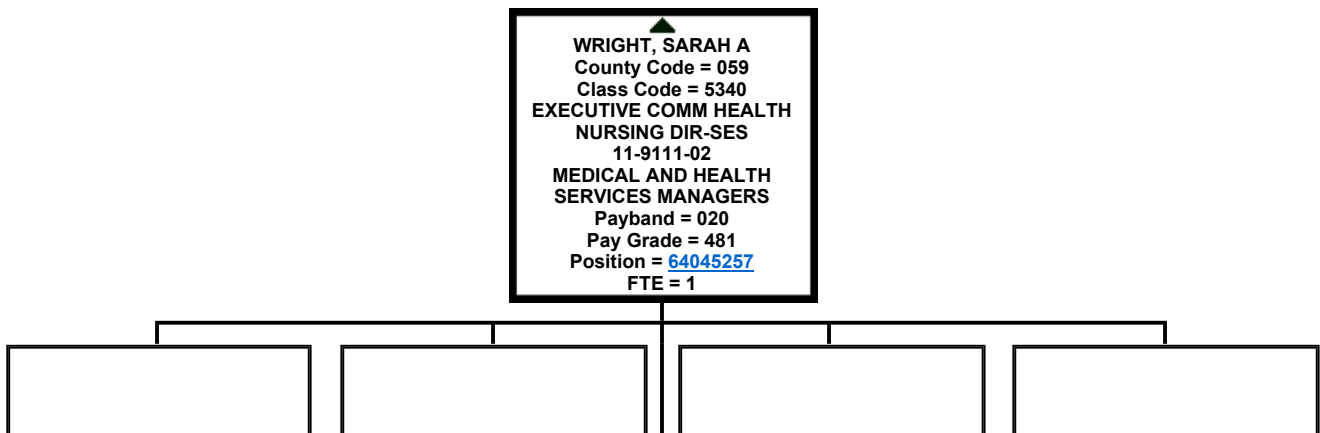 WRIGHT, SARAH A
County Code = 059
Class Code = 5340
EXECUTIVE COMM HEALTH
NURSING DIR-SES
11-9111-02
MEDICAL AND HEALTH
SERVICES MANAGERS
Payband = 020
Pay Grade = 481
Position = 64045257
FTE = 1